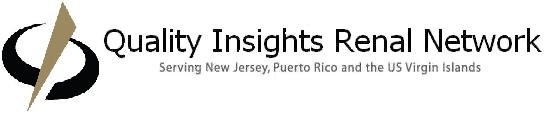 Quality Insights Renal Network
Serving New Jersey, Puerto Rico and the US Virgin Islands